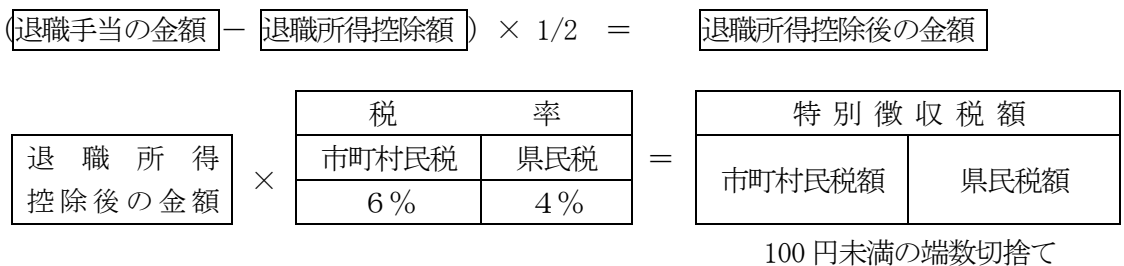 (退職手当の金額 － 退職所得控除額) × 1/2 ＝ 退職所得控除後の金額
税 率 特別徴収税額
退職所得 市町村民税 県民税
控除後の金額 × 6% 4% ＝ 市町村民税額 県民税額
100円未満の端数切捨て